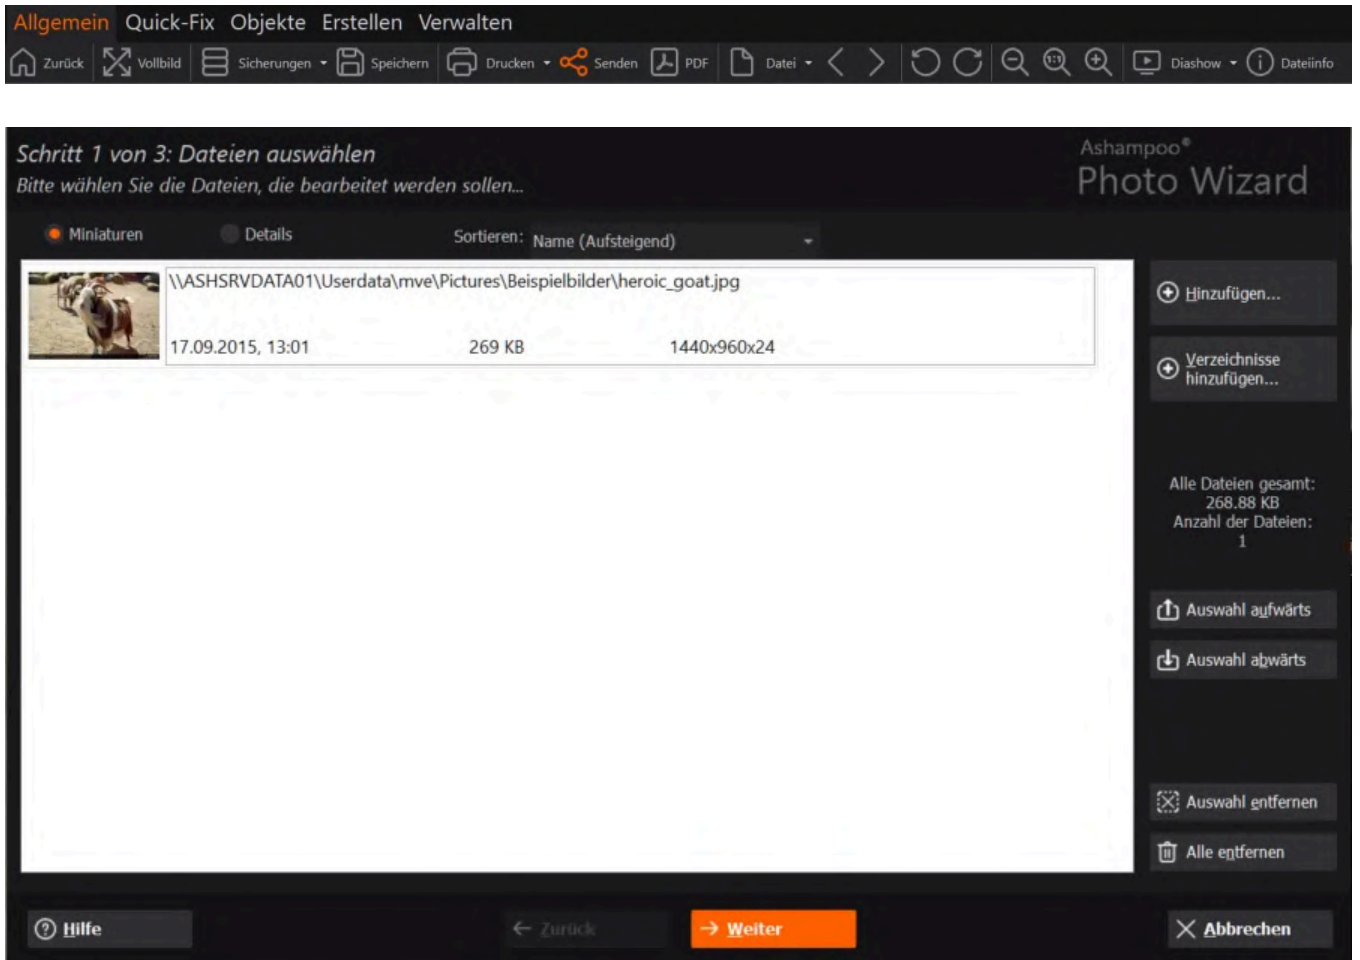 Allgemein Quick-Fix Objekte Erstellen Verwalten
Zurück Vollbild Sicherungen Speichern Drucken Senden PDF Datei 1:1 Diashow Dateiinfo
Schritt 1 von 3: Dateien auswählen
Bitte wählen Sie die Dateien, die bearbeitet werden sollen...
Ashampoo®
Photo Wizard
Miniaturen Details Sortieren: Name (Aufsteigend)
\\ASHSRVDATA01\Userdata\mve\Pictures\Beispielbilder\heroic_goat.jpg
17.09.2015, 13:01 269 KB 1440x960x24
Hinzufügen...
Verzeichnisse
hinzufügen...
Alle Dateien gesamt:
268.88 KB
Anzahl der Dateien:
1
Auswahl aufwärts
Auswahl abwärts
Auswahl entfernen
Alle entfernen
Hilfe Zurück Weiter Abbrechen